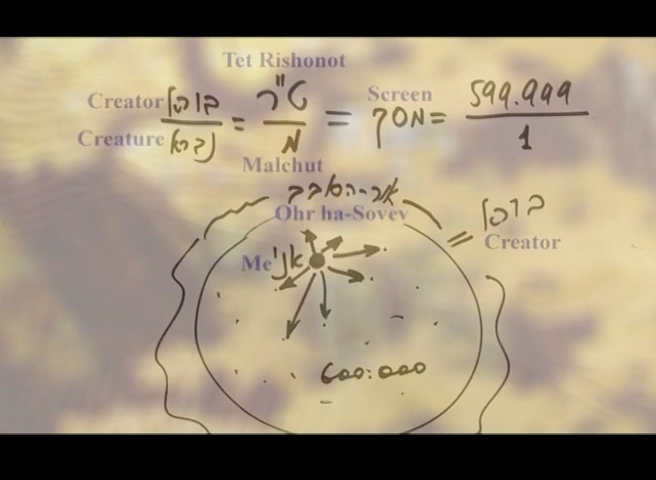 Tet Rishonot
Creator בורא = ט"ר = Screen מסך = 599.999
Creature נברא מ 1
Malchut
אור-הסובב
Ohr ha-Sovev
= בורא
Creator
Me אני
600.000